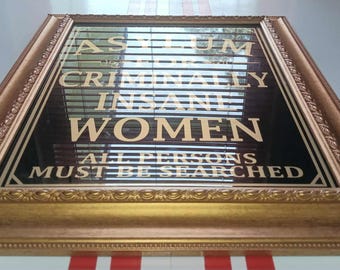 ASYLUM
FOR
CRIMINALLY
INSANE
WOMEN
ALL PERSONS
MUST BE SEARCHED